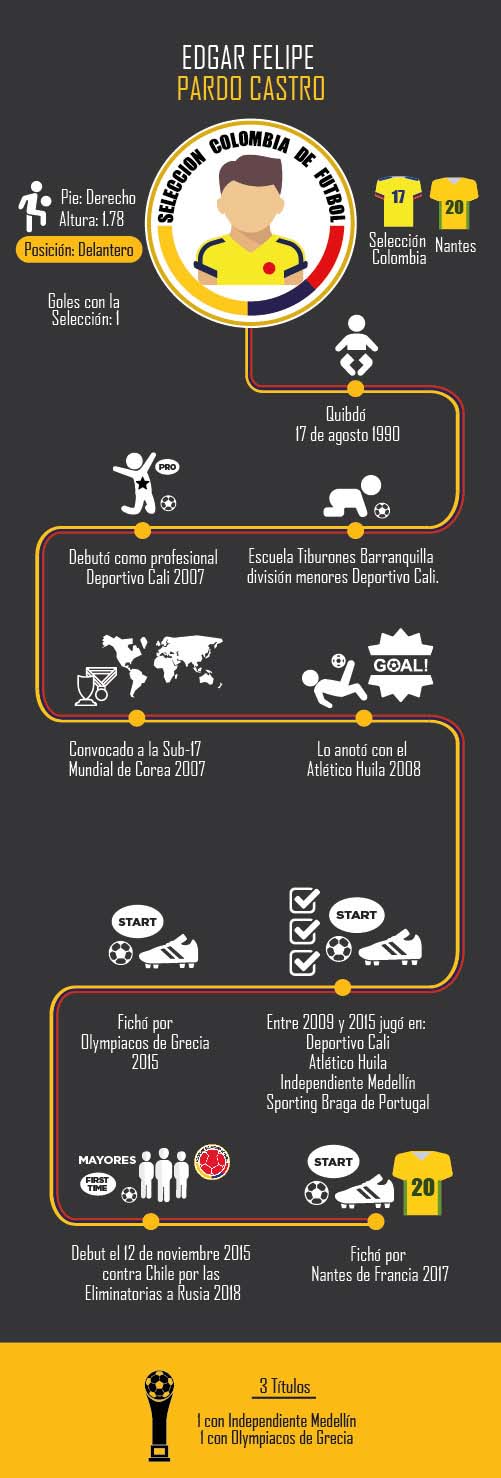 EDGAR FELIPE
PARDO CASTRO
SELECCION COLOMBIA DE FUTBOL
Pie: Derecho
Altura: 1.78
Posición: Delantero
Goles con la
Selección: 1
17
20
Selección
Colombia
Nantes
Quibdó
17 de agosto 1990
PRO
Debutó como profesional
Deportivo Cali 2007
Escuela Tiburones Barranquilla
división menores Deportivo Cali.
GOAL!
Convocado a la Sub-17
Mundial de Corea 2007
Lo anotó con el
Atlético Huila 2008
START
START
Fichó por
Olympiacos de Grecia
2015
Entre 2009 y 2015 jugó en:
Deportivo Cali
Atlético Huila
Independiente Medellín
Sporting Braga de Portugal
MAYORES
FIRST
TIME
START
20
Debut el 12 de noviembre 2015
contra Chile por las
Eliminatorias a Rusia 2018
Fichó por
Nantes de Francia 2017
3 Títulos
1 con Independiente Medellín
1 con Olympiacos de Grecia